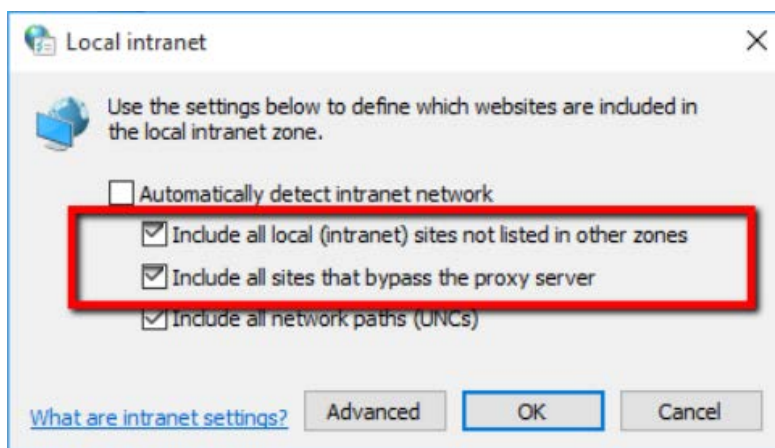 Local intranet
Use the settings below to define which websites are included in
the local intranet zone.
Automatically detect intranet network
Include all local (intranet) sites not listed in other zones
Include all sites that bypass the proxy server
Include all network paths (UNCs)
What are intranet settings?
Advanced
OK
Cancel